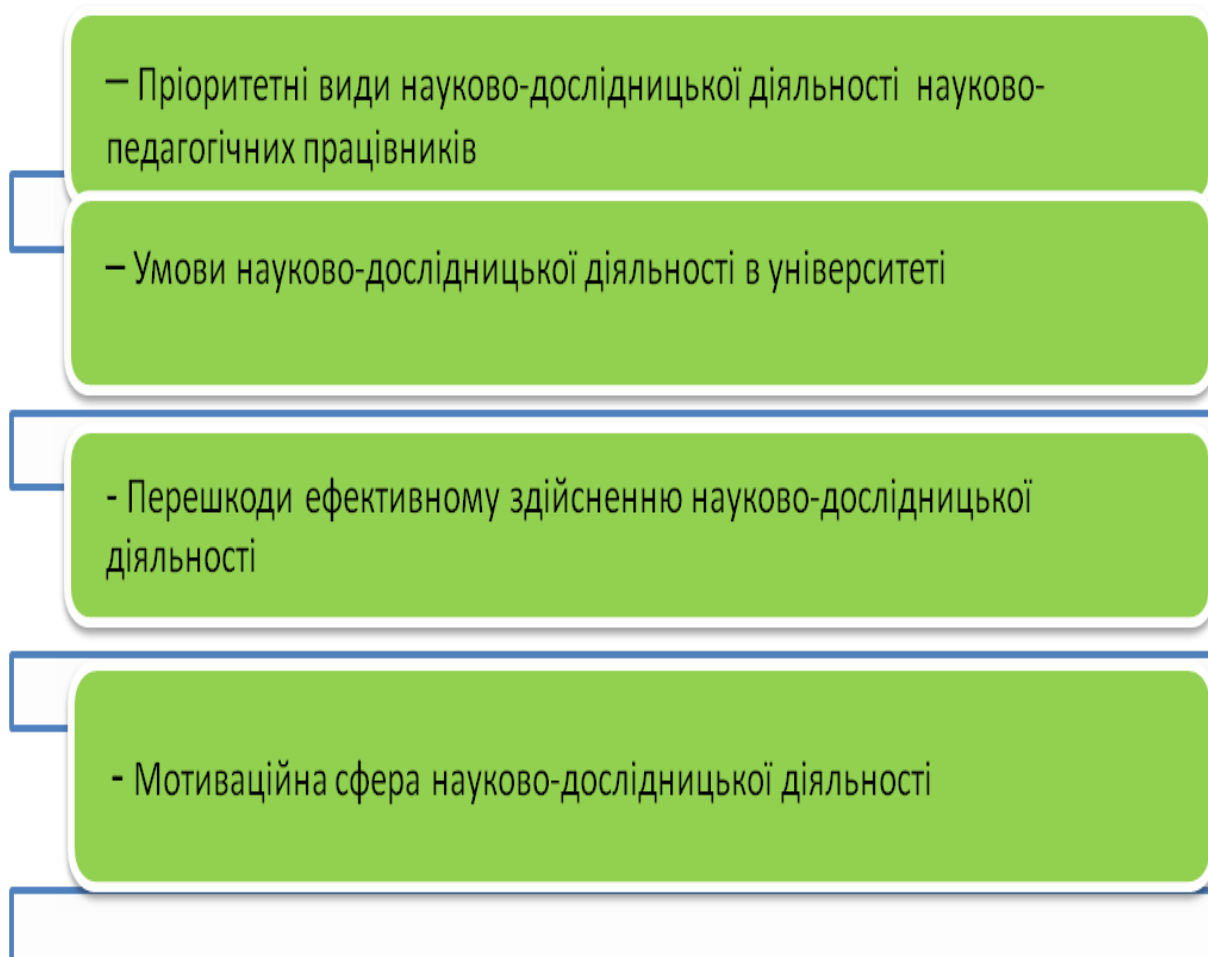 – Пріоритетні види науково-дослідницької діяльності науково-
педагогічних працівників
– Умови науково-дослідницької діяльності в університеті
- Перешкоди ефективному здійсненню науково-дослідницької
діяльності
- Мотиваційна сфера науково-дослідницької діяльності